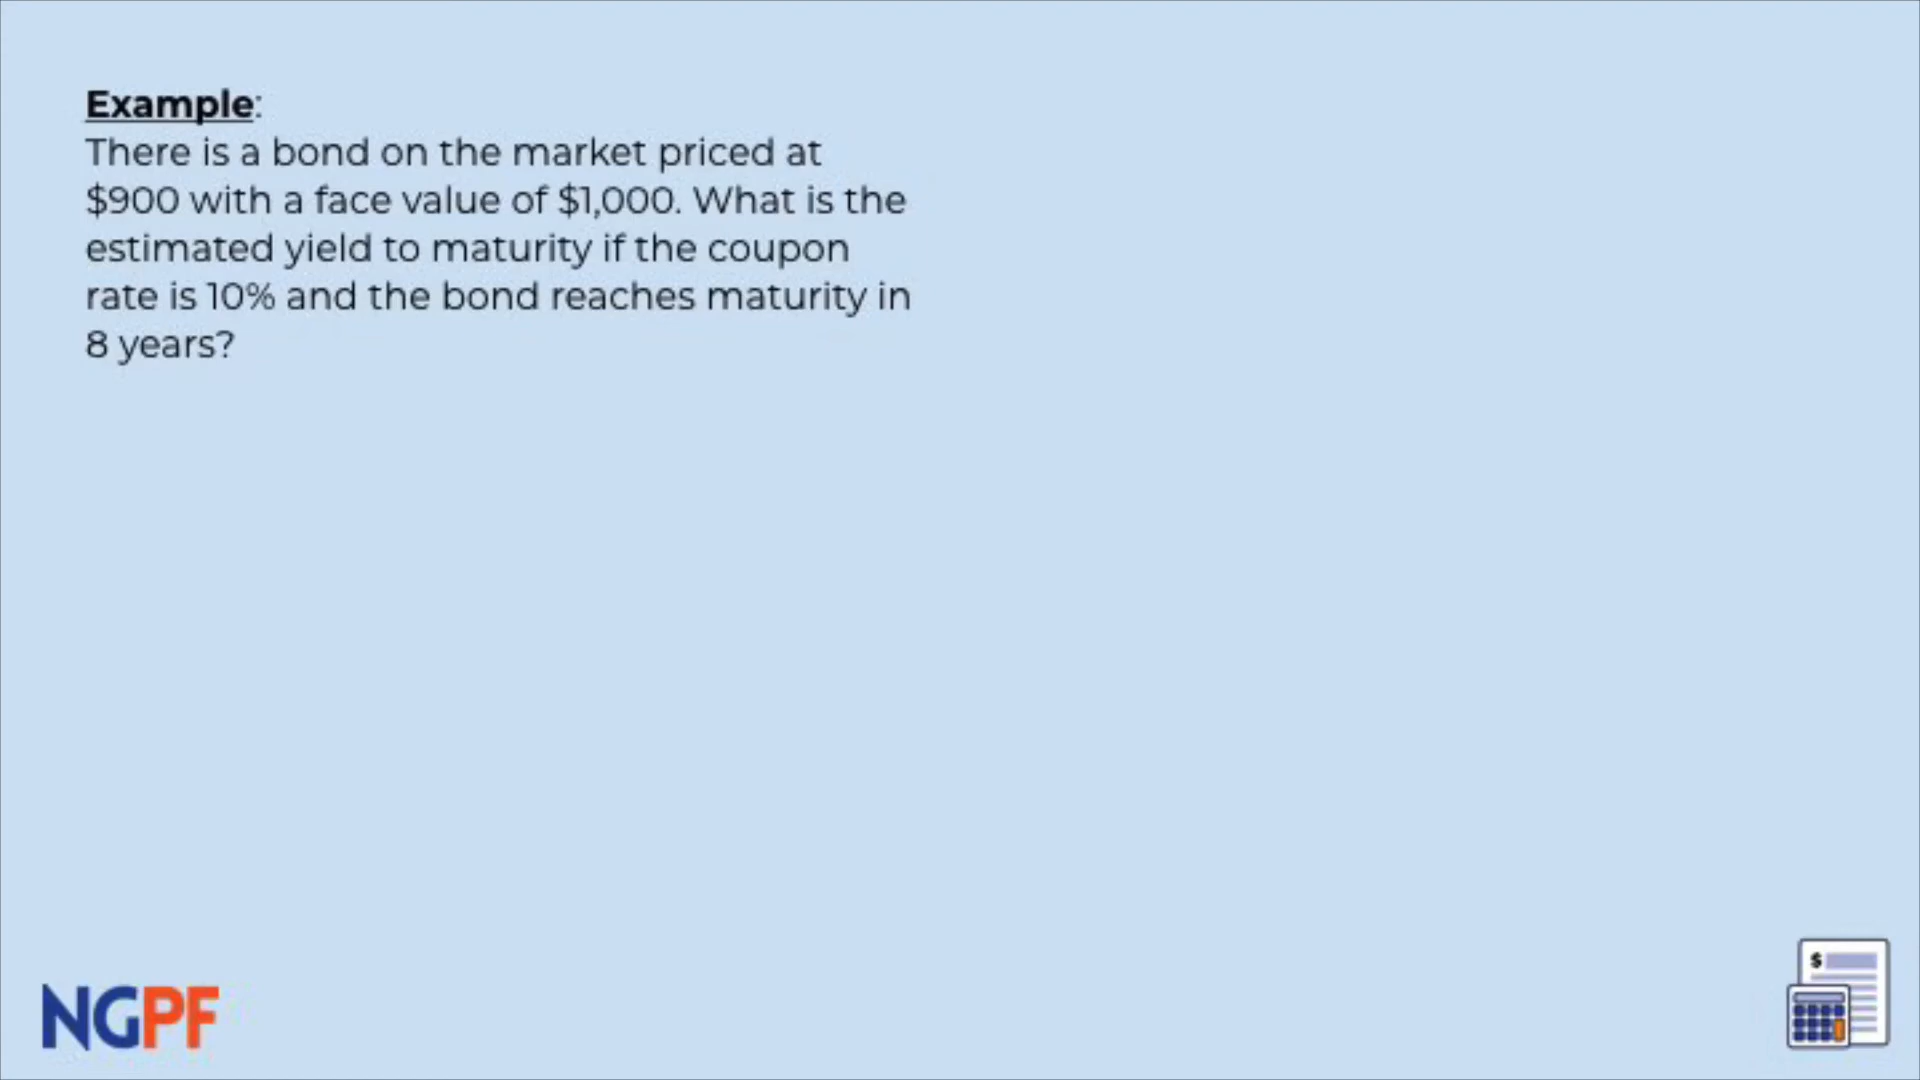 Example:
There is a bond on the market priced at
$900 with a face value of $1,000. What is the
estimated yield to maturity if the coupon
rate is 10% and the bond reaches maturity in
8 years?
NGPF
$